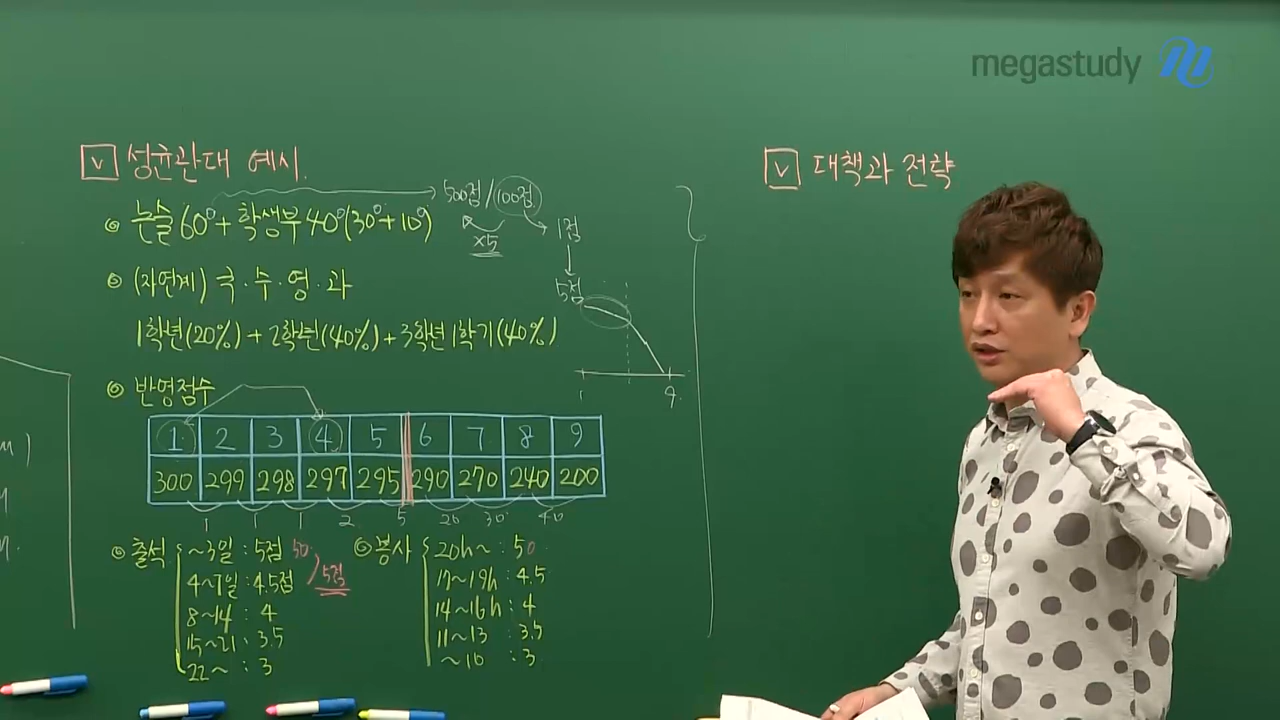 megastudy
V 성균관대 예시.
500점/100점
◎ 논술 60% + 학생부 40%(30%+10%)
×5
1점
5점
◎ (자연계) 국·수·영·과
1학년(20%)+2학년(40%)+3학년1학기(40%)
1 9
◎ 반영점수
1 2 3 4 5 6 7 8 9
300 299 298 297 295 290 270 240 200
1 1 1 2 5 20 30 40
◎ 출석
~3일 : 5점 50
4~7일 : 4.5점
5점
8~14 : 4
15~21 : 3.5
22~ : 3
◎ 봉사
20h~ : 50
17~19h : 4.5
14~16h : 4
11~13 : 3.5
~10 : 3
V 대책과 전략